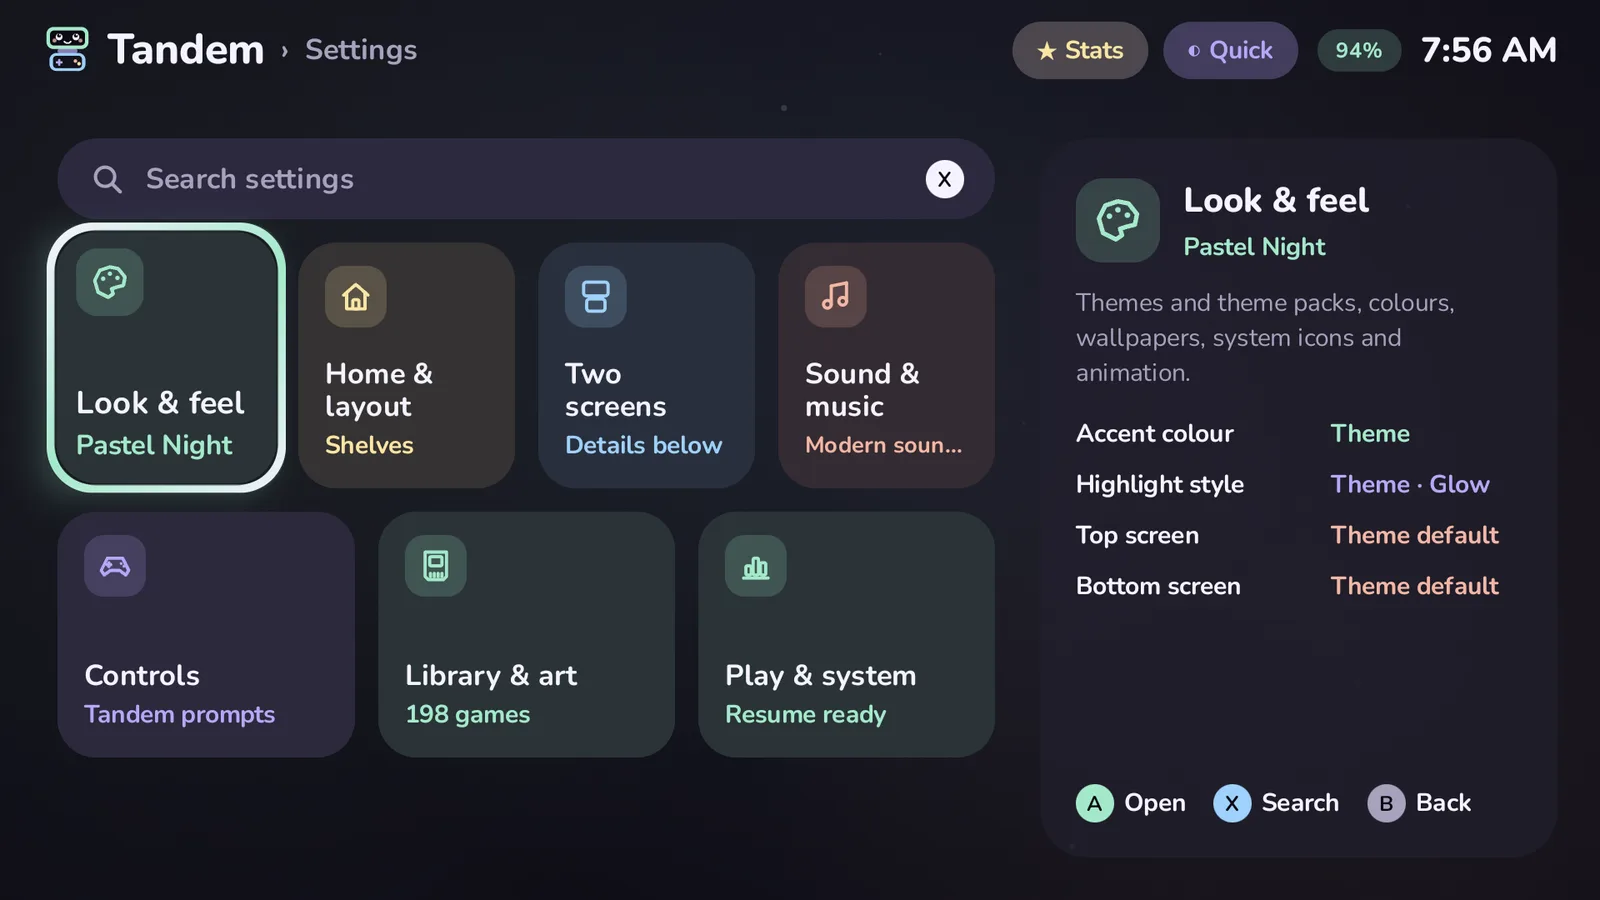 Tandem › Settings
★ Stats
Quick
94%
7:56 AM
Search settings
X
Look & feel
Pastel Night
Home &
layout
Shelves
Two
screens
Details below
Sound &
music
Modern soun...
Controls
Tandem prompts
Library & art
198 games
Play & system
Resume ready
Look & feel
Pastel Night
Themes and theme packs, colours,
wallpapers, system icons and
animation.
Accent colour Theme
Highlight style Theme · Glow
Top screen Theme default
Bottom screen Theme default
A Open X Search B Back